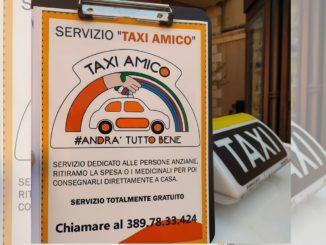 SERVIZIO "TAXI AMICO"
TAXI AMICO
#ANDRA' TUTTO BENE
SERVIZIO DEDICATO ALLE PERSONE ANZIANE,
RITIRAMO LA SPESA O I MEDICINALI PER POI
CONSEGNARLI DIRETTAMENTE A CASA.
SERVIZIO TOTALMENTE GRATUITO
Chiamare al 389.78.33.424
TAXI